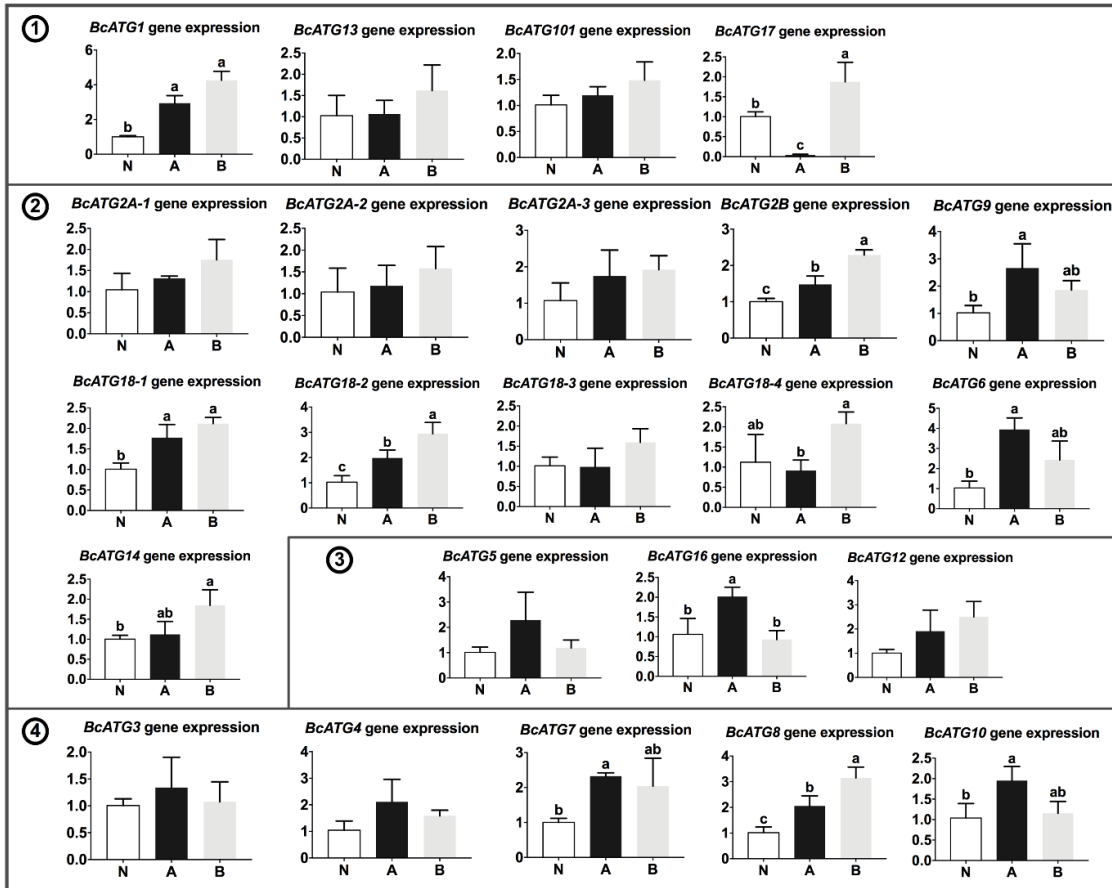 1
BcATG1 gene expression
6
4
2
0
b
a
a
N A B
BcATG13 gene expression
2.5
2.0
1.5
1.0
0.5
0.0
N A B
BcATG101 gene expression
2.0
1.5
1.0
0.5
0.0
N A B
BcATG17 gene expression
2.5
2.0
1.5
1.0
0.5
0.0
b
c
a
N A B
2
BcATG2A-1 gene expression
2.5
2.0
1.5
1.0
0.5
0.0
N A B
BcATG2A-2 gene expression
2.5
2.0
1.5
1.0
0.5
0.0
N A B
BcATG2A-3 gene expression
3
2
1
0
N A B
BcATG2B gene expression
3
2
1
0
c
b
a
N A B
BcATG9 gene expression
4
3
2
1
0
b
a
ab
N A B
BcATG18-1 gene expression
2.5
2.0
1.5
1.0
0.5
0.0
b
a
a
N A B
BcATG18-2 gene expression
4
3
2
1
0
c
b
a
N A B
BcATG18-3 gene expression
2.5
2.0
1.5
1.0
0.5
0.0
N A B
BcATG18-4 gene expression
2.5
2.0
1.5
1.0
0.5
0.0
ab
b
a
N A B
BcATG6 gene expression
5
4
3
2
1
0
b
a
ab
N A B
BcATG14 gene expression
2.5
2.0
1.5
1.0
0.5
0.0
b
ab
a
N A B
3
BcATG5 gene expression
4
3
2
1
0
N A B
BcATG16 gene expression
2.5
2.0
1.5
1.0
0.5
0.0
b
a
b
N A B
BcATG12 gene expression
4
3
2
1
0
N A B
4
BcATG3 gene expression
2.0
1.5
1.0
0.5
0.0
N A B
BcATG4 gene expression
4
3
2
1
0
N A B
BcATG7 gene expression
3
2
1
0
b
a
ab
N A B
BcATG8 gene expression
4
3
2
1
0
c
b
a
N A B
BcATG10 gene expression
2.5
2.0
1.5
1.0
0.5
0.0
b
a
ab
N A B